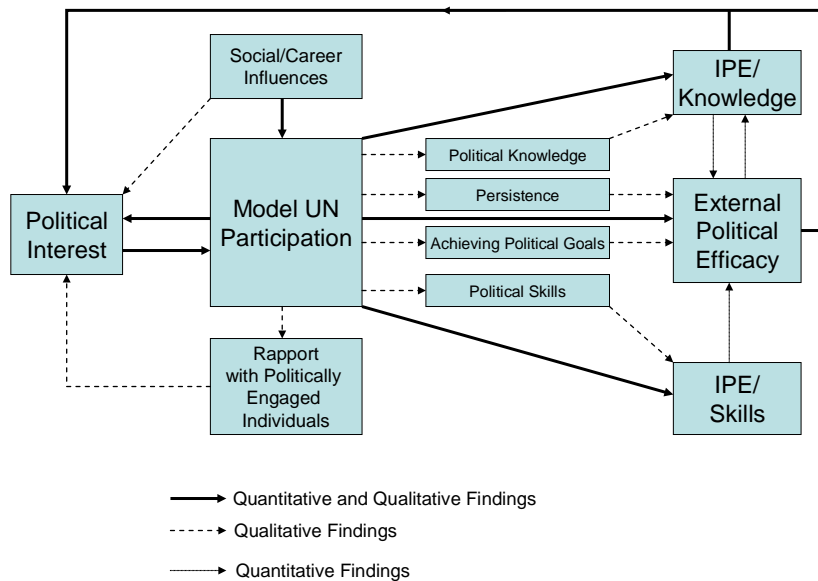 Social/Career
Influences
IPE/
Knowledge
Political Knowledge
Persistence
Political
Interest
Model UN
Participation
External
Political
Efficacy
Achieving Political Goals
Political Skills
Rapport
with Politically
Engaged
Individuals
IPE/
Skills
Quantitative and Qualitative Findings
Qualitative Findings
Quantitative Findings